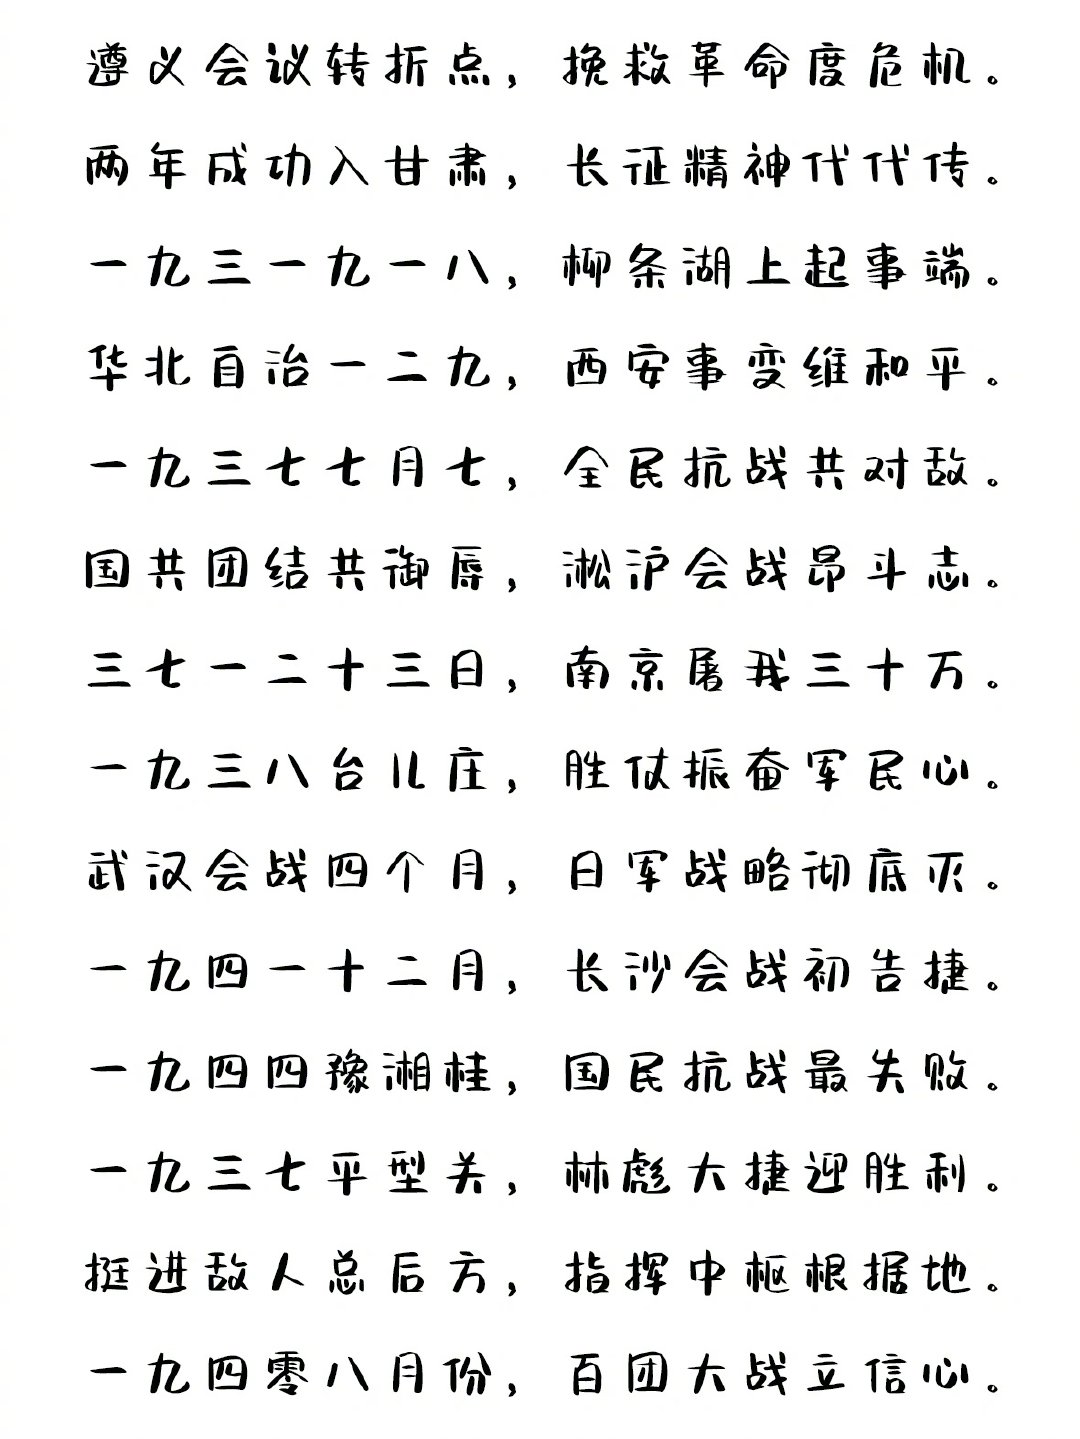 遵义会议转折点，挽救革命度危机。
两年成功入甘肃，长征精神代代传。
一九三一九一八，柳条湖上起事端。
华北自治一二九，西安事变维和平。
一九三七七月七，全民抗战共对敌。
国共团结共御辱，淞沪会战昂斗志。
三七一二十三日，南京屠我三十万。
一九三八台儿庄，胜仗振奋军民心。
武汉会战四个月，日军战略彻底灭。
一九四一十二月，长沙会战初告捷。
一九四四豫湘桂，国民抗战最失败。
一九三七平型关，林彪大捷迎胜利。
挺进敌人总后方，指挥中枢根据地。
一九四零八月份，百团大战立信心。